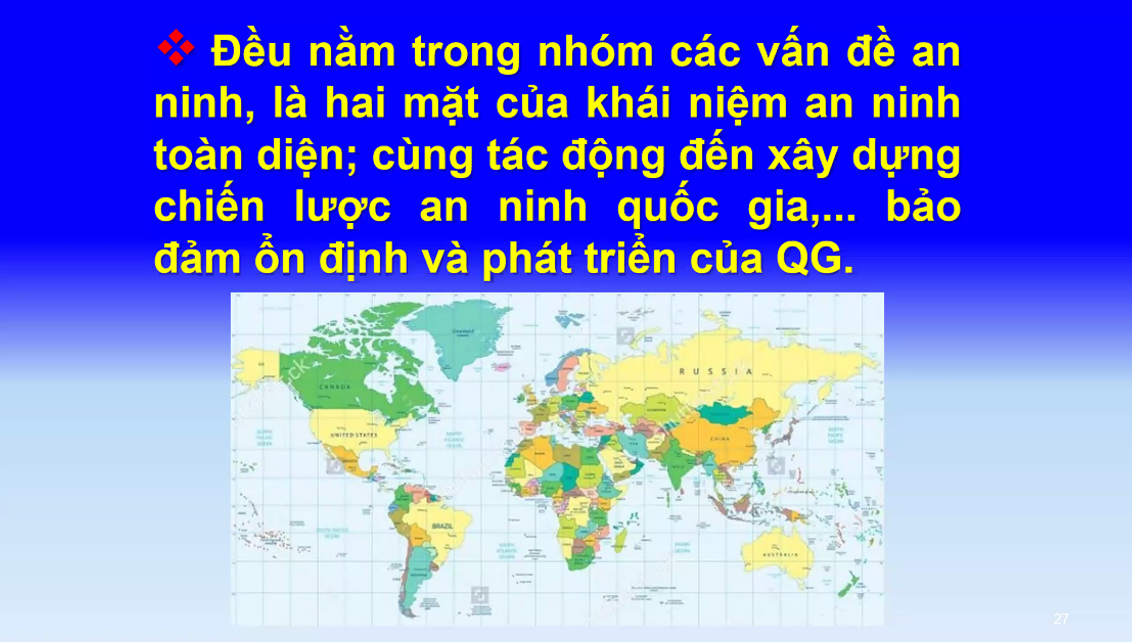 ❖ Đều nằm trong nhóm các vấn đề an
ninh, là hai mặt của khái niệm an ninh
toàn diện; cùng tác động đến xây dựng
chiến lược an ninh quốc gia,... bảo
đảm ổn định và phát triển của QG.
CANADA
RUSSIA
UNITED STATES
CHINA
BRAZIL
AUSTRALIA
27